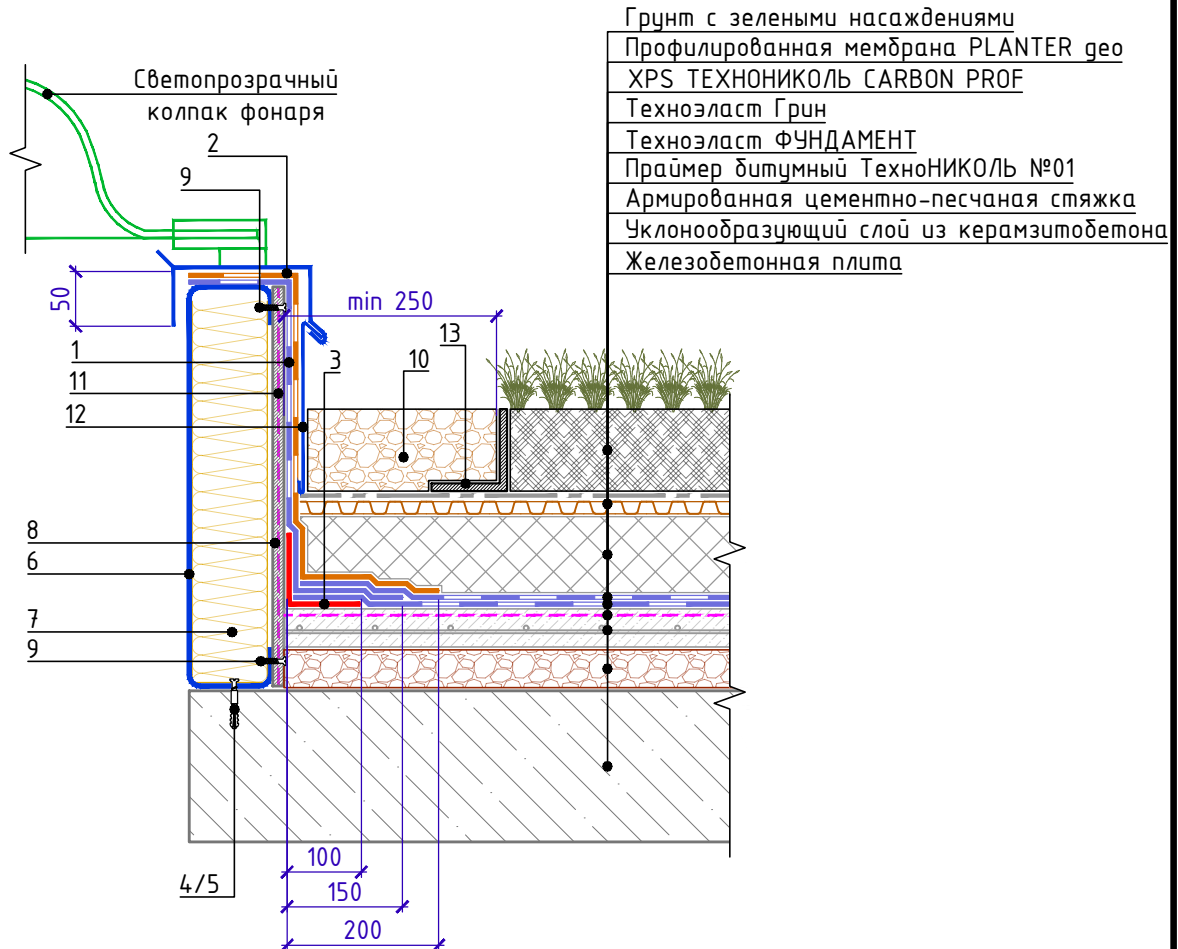 Грунт с зелеными насаждениями
Профилированная мембрана PLANTER geo
XPS ТЕХНОНИКОЛЬ CARBON PROF
Техноэласт Грин
Техноэласт ФУНДАМЕНТ
Праймер битумный ТехноНИКОЛЬ №01
Армированная цементно-песчаная стяжка
Уклонообразующий слой из керамзитобетона
Железобетонная плита
Светопрозрачный
колпак фонаря
2
9
50
min 250
13
1
3
10
11
12
8
6
7
9
4/5
100
150
200